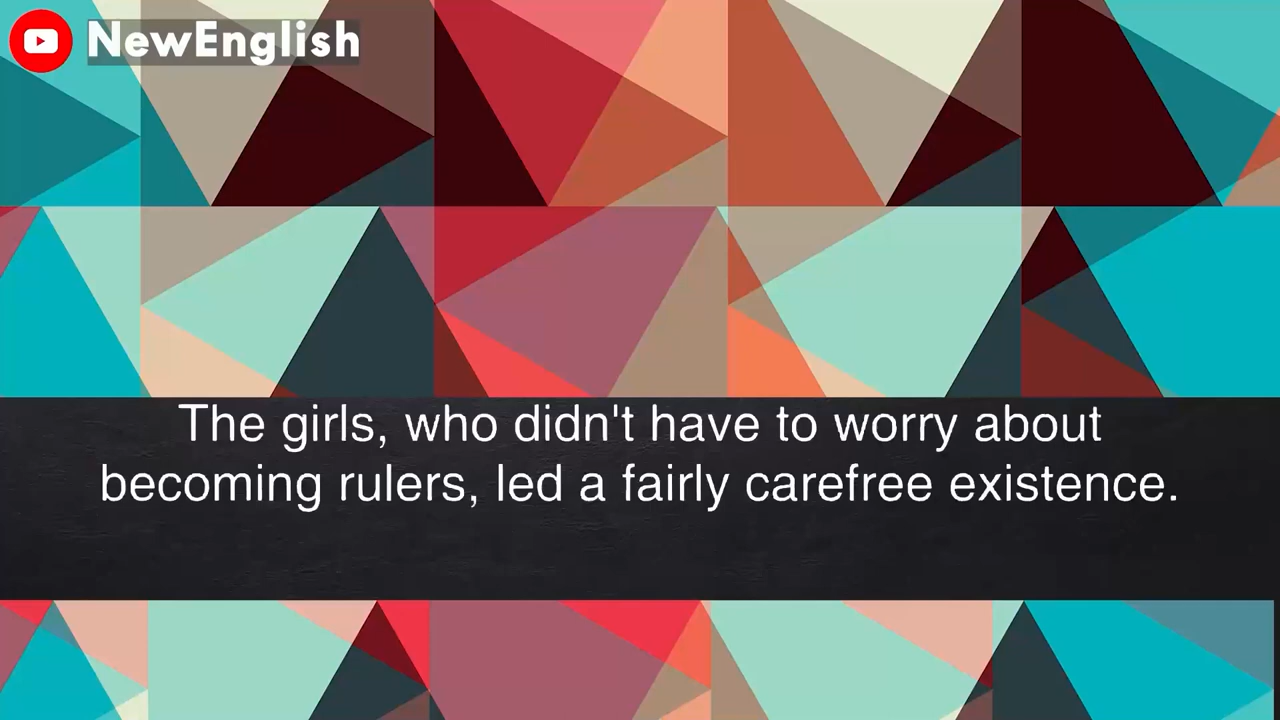 NewEnglish
The girls, who didn't have to worry about
becoming rulers, led a fairly carefree existence.